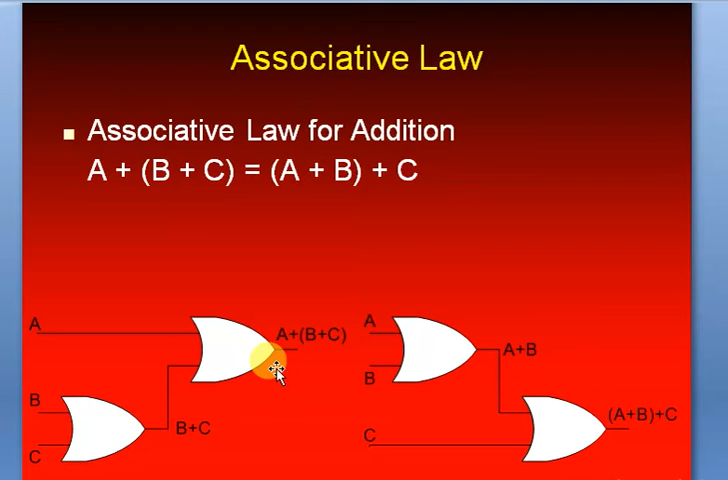 Associative Law
Associative Law for Addition
A + (B + C) = (A + B) + C
A
A+(B+C)
B
B+C
C
A
A+B
B
(A+B)+C
C